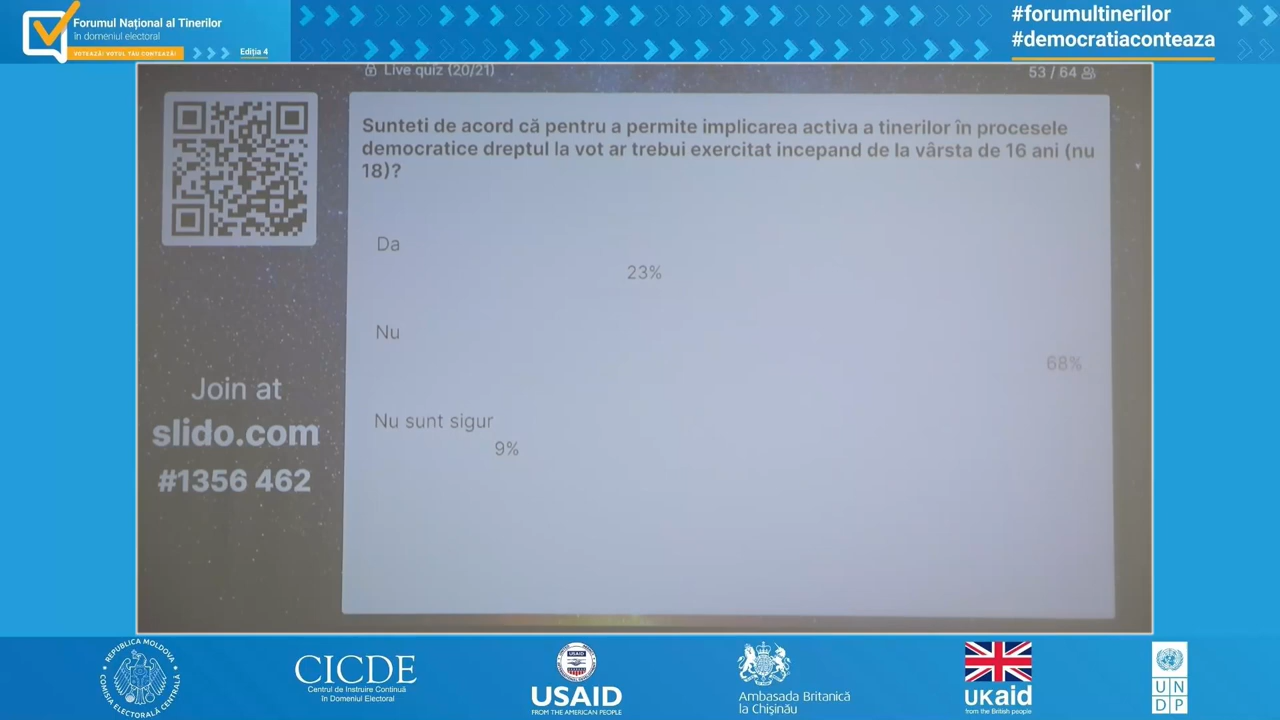 Forumul Național al Tinerilor
în domeniul electoral
VOTEAZĂ! VOTUL TĂU CONTEAZĂ!
Ediția 4
#forumultinerilor
#democratiaconteaza
Live quiz (20/21)
53 / 64
Sunteti de acord că pentru a permite implicarea activa a tinerilor în procesele
democratice dreptul la vot ar trebui exercitat incepand de la vârsta de 16 ani (nu
18)?
Da
23%
Nu
68%
Nu sunt sigur
9%
Join at
slido.com
#1356 462
REPUBLICA MOLDOVA
COMISIA ELECTORALĂ CENTRALĂ
CICDE
Centrul de Instruire Continuă
în Domeniul Electoral
USAID
USAID
FROM THE AMERICAN PEOPLE
Ambasada Britanică
la Chișinău
UKaid
from the British people
U N
D P